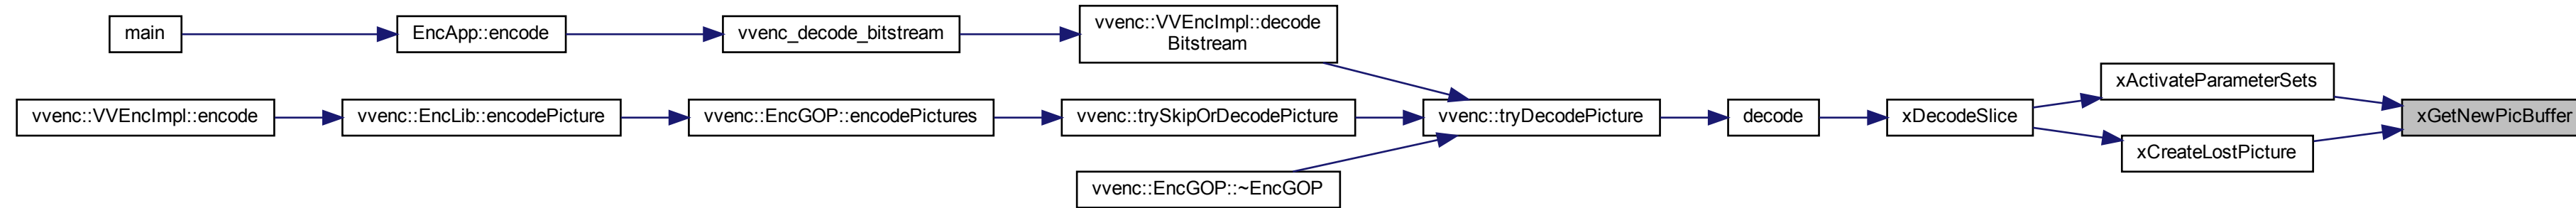 main
EncApp::encode
vvenc_decode_bitstream
vvenc::VVEncImpl::decode
Bitstream
vvenc::VVEncImpl::encode
vvenc::EncLib::encodePicture
vvenc::EncGOP::encodePictures
vvenc::trySkipOrDecodePicture
vvenc::EncGOP::~EncGOP
vvenc::tryDecodePicture
decode
xDecodeSlice
xActivateParameterSets
xCreateLostPicture
xGetNewPicBuffer